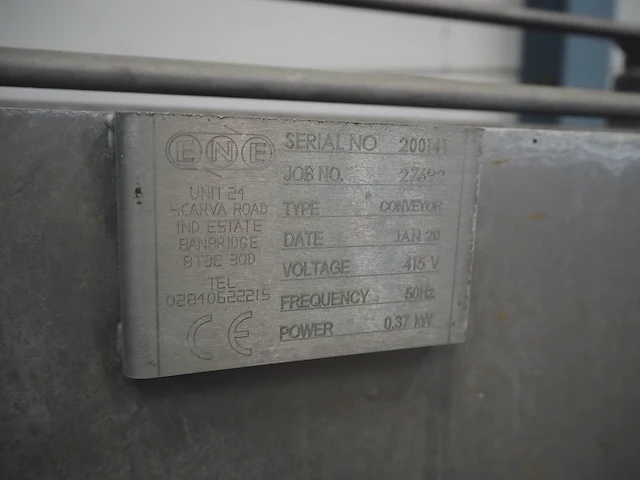 ENE
UNIT 24
SCARVA ROAD
IND ESTATE
BANBRIDGE
BT32 3QD
TEL
02840622215
CE
SERIAL NO 200141
JOB NO.
TYPE CONVEYOR
DATE JAN 20
VOLTAGE 415 V
FREQUENCY 50Hz
POWER 0.37 kW